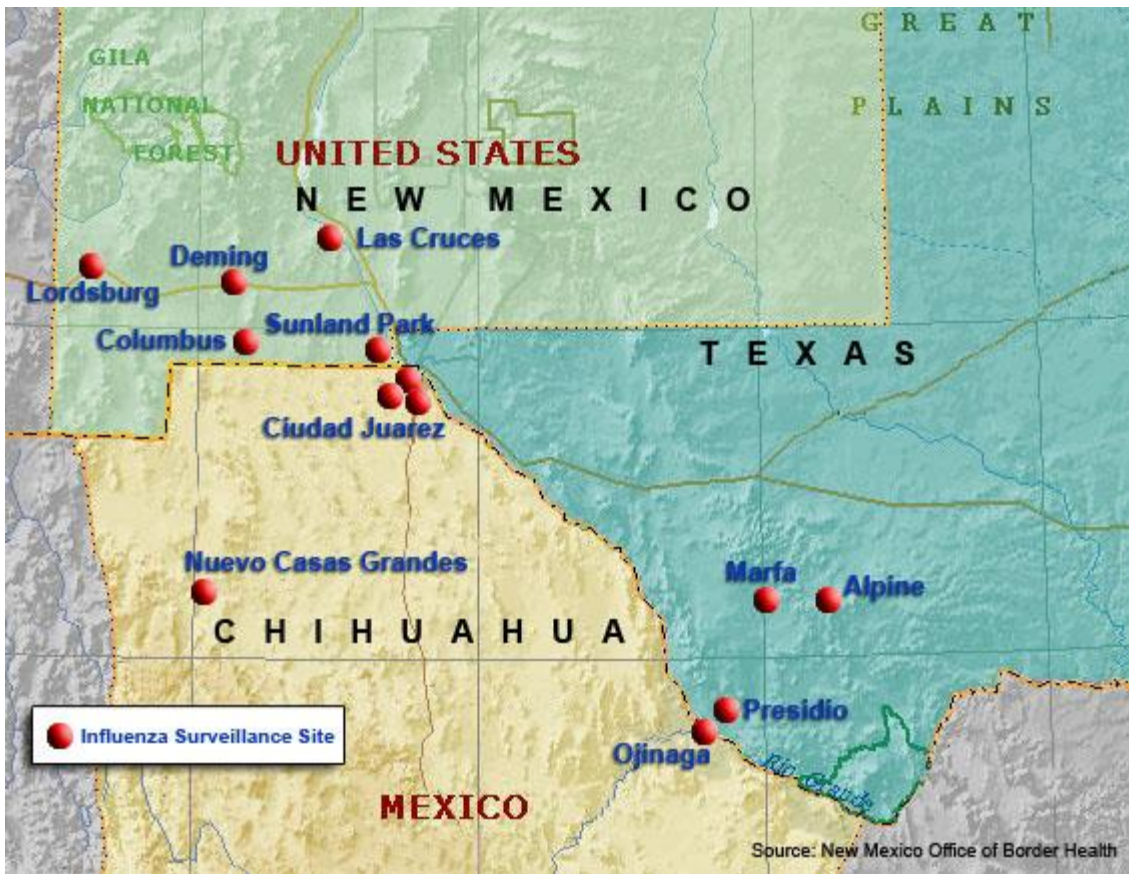 GREAT
PLAINS
GILA
NATIONAL
FOREST
UNITED STATES
NEW MEXICO
Las Cruces
Deming
Lordsburg
Sunland Park
Columbus
TEXAS
Ciudad Juarez
Nuevo Casas Grandes
Marfa
Alpine
CHIHUAHUA
Presidio
Influenza Surveillance Site
Ojinaga
Rio Grande
MEXICO
Source: New Mexico Office of Border Health